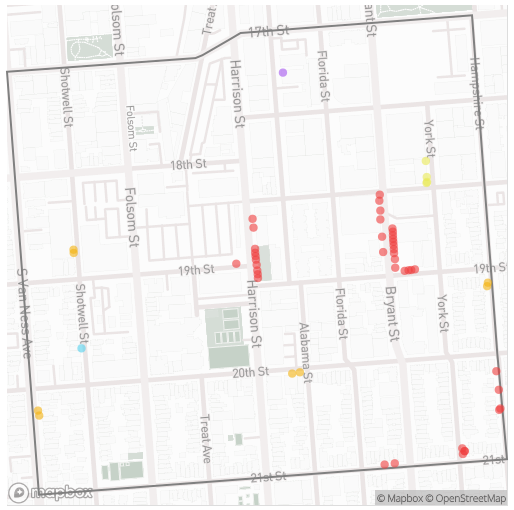 17th St
Folsom St
Treat
Bryant St
Florida St
Harrison St
Hampshire St
Shotwell St
Folsom St
York St
18th St
Folsom St
19th St
19th S
S Van Ness Ave
Shotwell St
Harrison St
Bryant St
Florida St
York St
Alabama St
20th St
Treat Ave
21st St
21st
mapbox
© Mapbox © OpenStreetMap